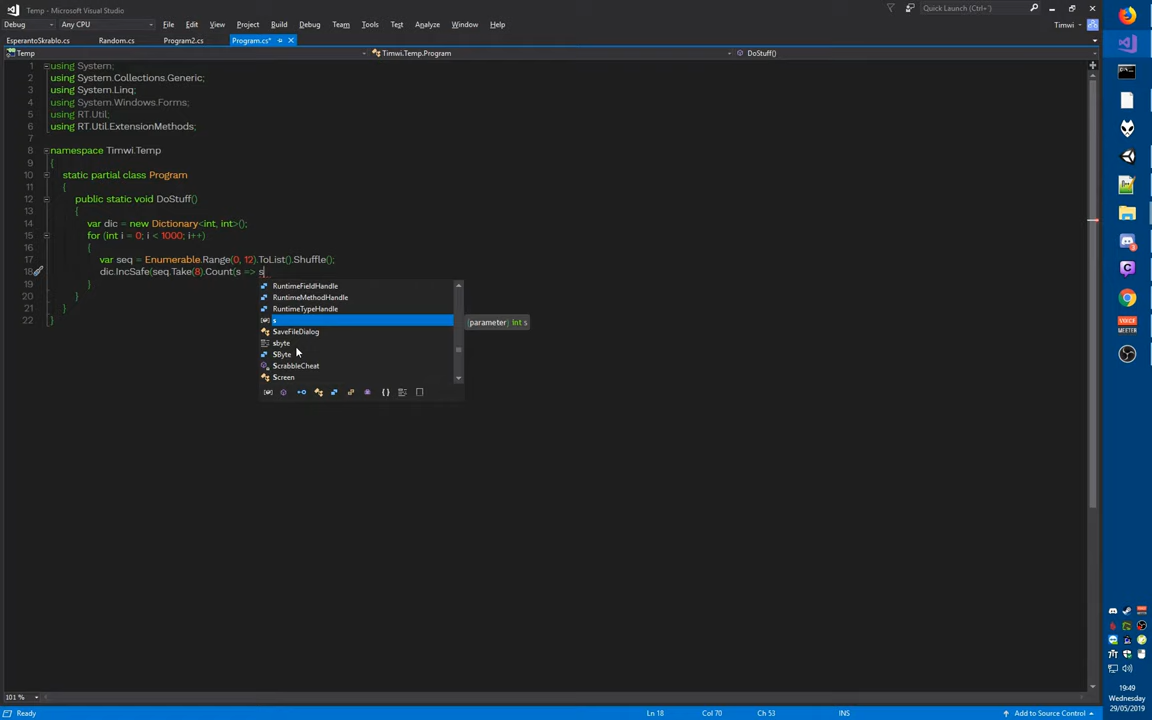 Temp - Microsoft Visual Studio
Quick Launch (Ctrl+Q)
Debug
Any CPU
File Edit View Project Build Debug Team Tools Test Analyze Window Help
Timwi
EsperantoSkrablo.cs Random.cs Program2.cs Program.cs*
Temp
Timwi.Temp.Program
DoStuff()
1 using System;
2 using System.Collections.Generic;
3 using System.Linq;
4 using System.Windows.Forms;
5 using RT.Util;
6 using RT.Util.ExtensionMethods;
7
8 namespace Timwi.Temp
9 {
10 static partial class Program
11 {
12 public static void DoStuff()
13 {
14 var dic = new Dictionary<int, int>();
15 for (int i = 0; i < 1000; i++)
16 {
17 var seq = Enumerable.Range(0, 12).ToList().Shuffle();
18 dic.IncSafe(seq.Take(8).Count(s => s
19 }
20 }
21 }
22 }
RuntimeFieldHandle
RuntimeMethodHandle
RuntimeTypeHandle
s
SaveFileDialog
sbyte
SByte
ScrabbleCheat
Screen
(parameter) int s
VOICE
MEETER
19:49
Wednesday
29/05/2019
101 %
Ready
Ln 18
Col 70
Ch 53
INS
Add to Source Control